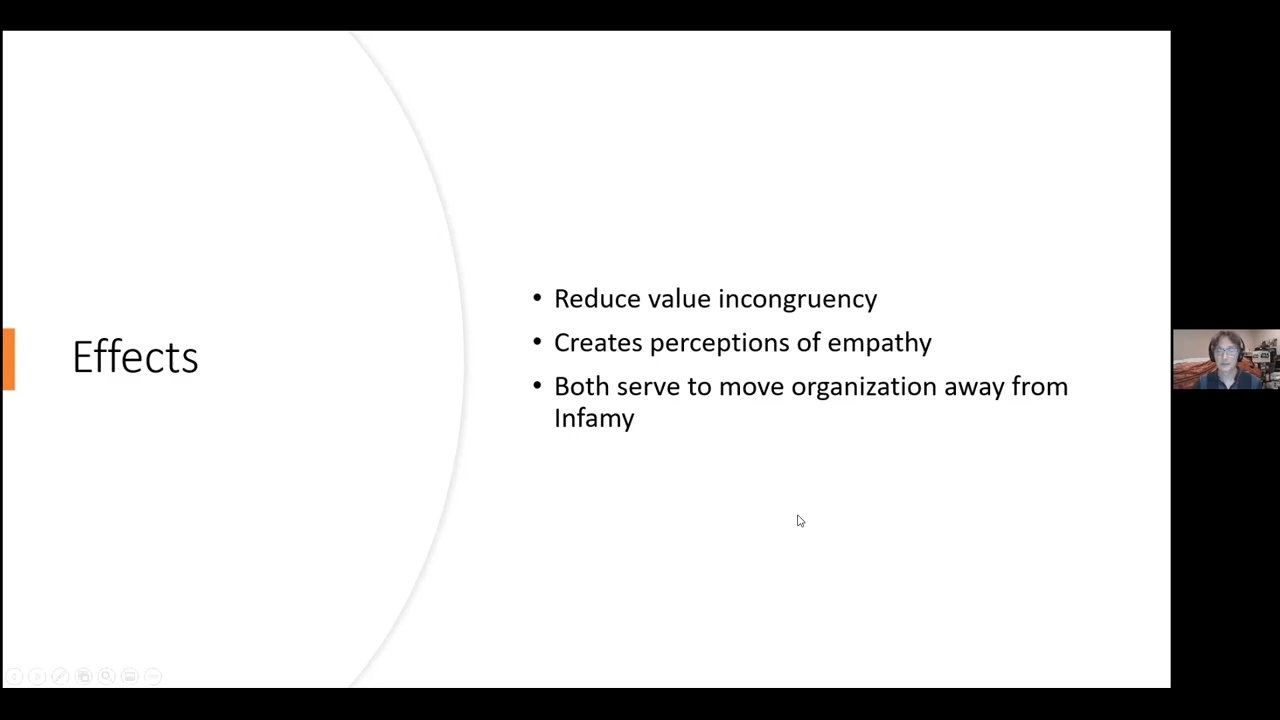 Effects
• Reduce value incongruency
• Creates perceptions of empathy
• Both serve to move organization away from
Infamy